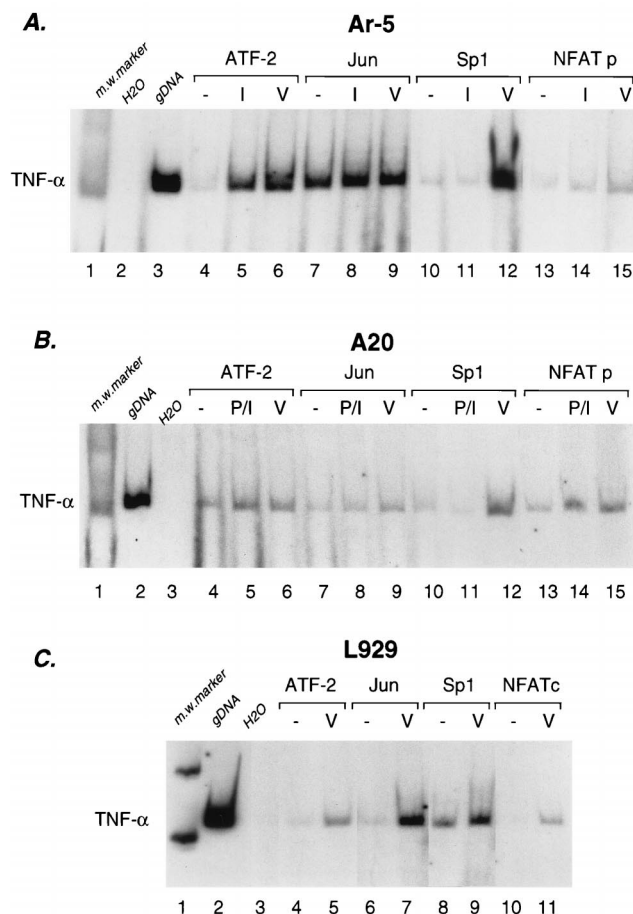 A.
Ar-5
m.w.marker H2O gDNA ATF-2 Jun Sp1 NFAT p
- I V - I V - I V - I V
TNF-α
1 2 3 4 5 6 7 8 9 10 11 12 13 14 15
B.
A20
m.w.marker gDNA H2O ATF-2 Jun Sp1 NFAT p
- P/I V - P/I V - P/I V - P/I V
TNF-α
1 2 3 4 5 6 7 8 9 10 11 12 13 14 15
C.
L929
m.w.marker gDNA H2O ATF-2 Jun Sp1 NFATc
- V - V - V - V
TNF-α
1 2 3 4 5 6 7 8 9 10 11